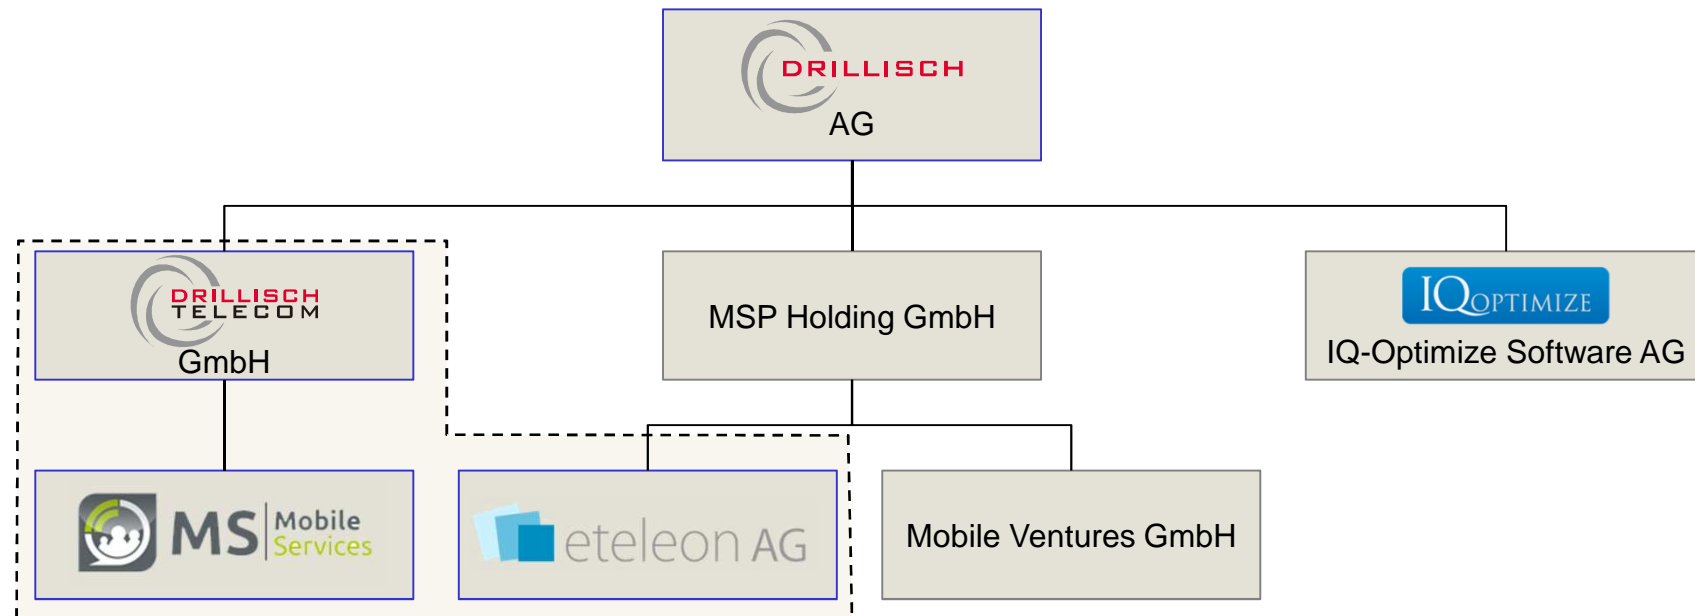 DRILLISCH
AG
DRILLISCH
TELECOM
GmbH
MSP Holding GmbH
IQOPTIMIZE
IQ-Optimize Software AG
MS Mobile
Services
eteleon AG
Mobile Ventures GmbH